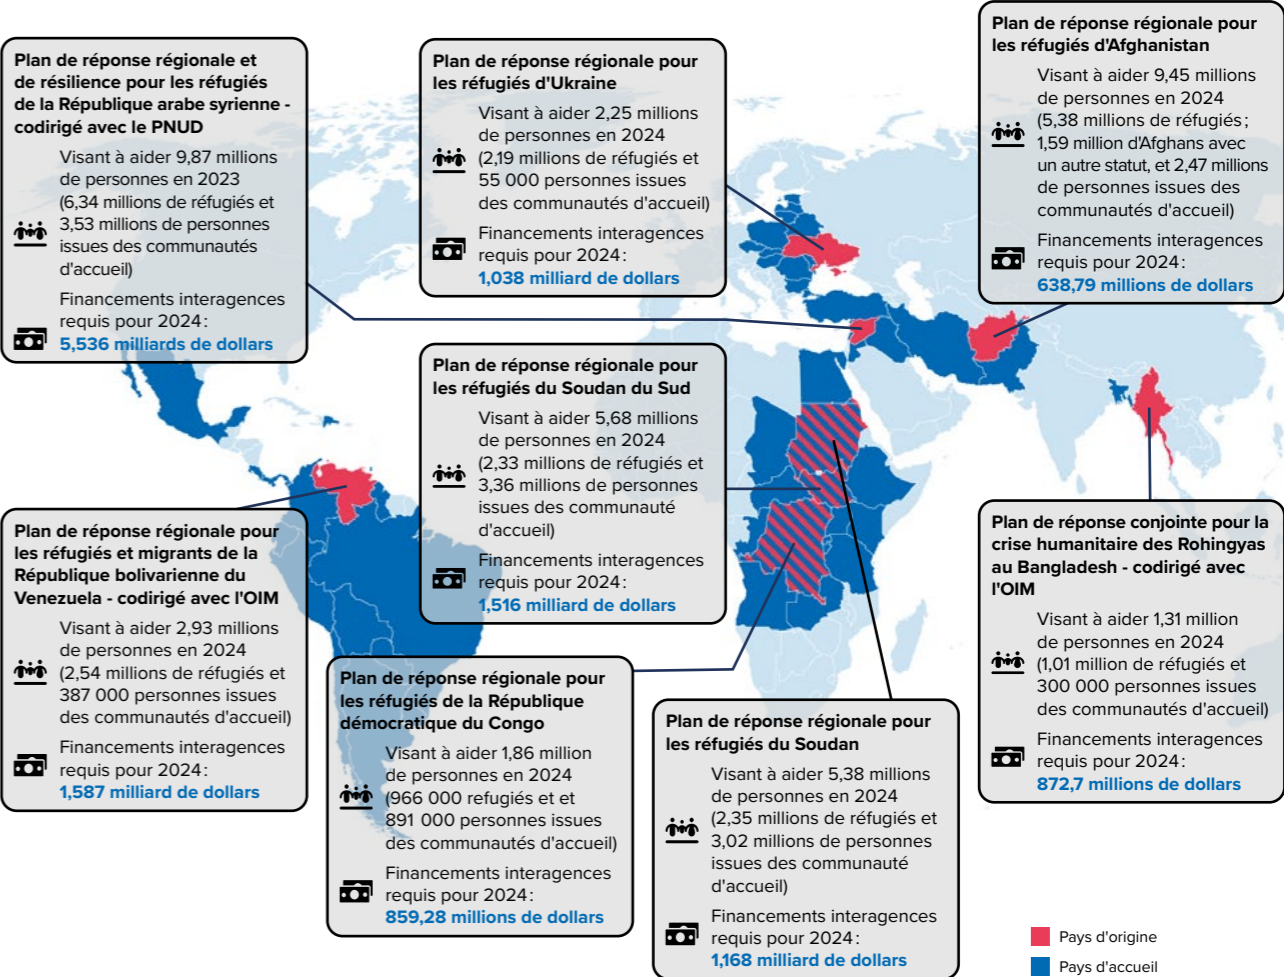 Plan de réponse régionale et
de résilience pour les réfugiés
de la République arabe syrienne -
codirigé avec le PNUD
Visant à aider 9,87 millions
de personnes en 2023
(6,34 millions de réfugiés et
3,53 millions de personnes
issues des communautés
d'accueil)
Financements interagences
requis pour 2024:
5,536 milliards de dollars
Plan de réponse régionale pour
les réfugiés d'Ukraine
Visant à aider 2,25 millions
de personnes en 2024
(2,19 millions de réfugiés et
55 000 personnes issues
des communautés d'accueil)
Financements interagences
requis pour 2024:
1,038 milliard de dollars
Plan de réponse régionale pour
les réfugiés d'Afghanistan
Visant à aider 9,45 millions
de personnes en 2024
(5,38 millions de réfugiés;
1,59 million d'Afghans avec
un autre statut, et 2,47 millions
de personnes issues des
communautés d'accueil)
Financements interagences
requis pour 2024:
638,79 millions de dollars
Plan de réponse régionale pour
les réfugiés du Soudan du Sud
Visant à aider 5,68 millions
de personnes en 2024
(2,33 millions de réfugiés et
3,36 millions de personnes
issues des communauté
d'accueil)
Financements interagences
requis pour 2024:
1,516 milliard de dollars
Plan de réponse régionale pour
les réfugiés et migrants de la
République bolivarienne du
Venezuela - codirigé avec l'OIM
Visant à aider 2,93 millions
de personnes en 2024
(2,54 millions de réfugiés et
387 000 personnes issues
des communautés d'accueil)
Financements interagences
requis pour 2024:
1,587 milliard de dollars
Plan de réponse régionale pour
les réfugiés de la République
démocratique du Congo
Visant à aider 1,86 million
de personnes en 2024
(966 000 refugiés et et
891 000 personnes issues
des communautés d'accueil)
Financements interagences
requis pour 2024:
859,28 millions de dollars
Plan de réponse régionale pour
les réfugiés du Soudan
Visant à aider 5,38 millions
de personnes en 2024
(2,35 millions de réfugiés et
3,02 millions de personnes
issues des communauté
d'accueil)
Financements interagences
requis pour 2024:
1,168 milliard de dollars
Plan de réponse conjointe pour la
crise humanitaire des Rohingyas
au Bangladesh - codirigé avec
l'OIM
Visant à aider 1,31 million
de personnes en 2024
(1,01 million de réfugiés et
300 000 personnes issues
des communautés d'accueil)
Financements interagences
requis pour 2024:
872,7 millions de dollars
Pays d'origine
Pays d'accueil